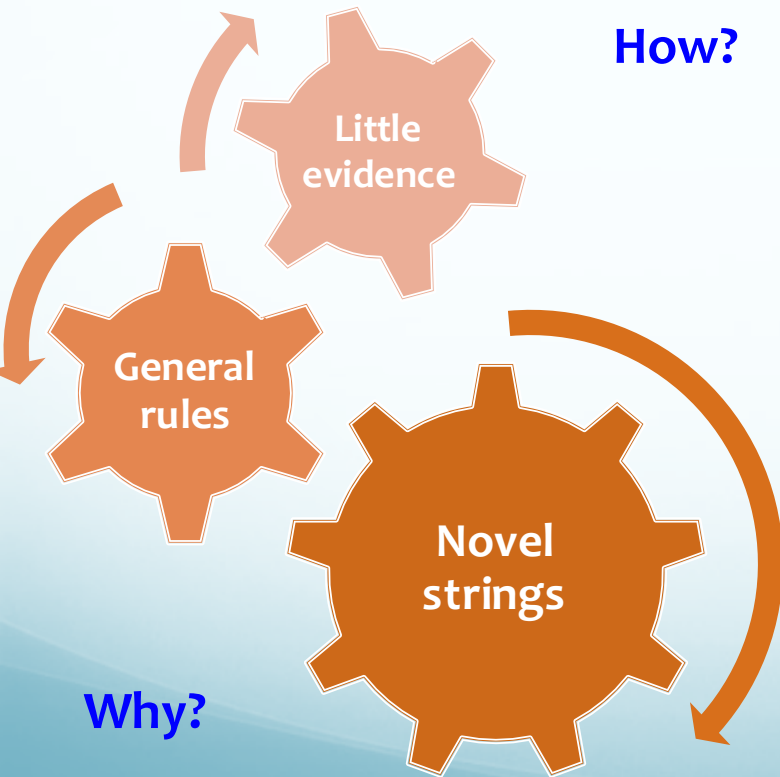 How?
Little
evidence
General
rules
Novel
strings
Why?